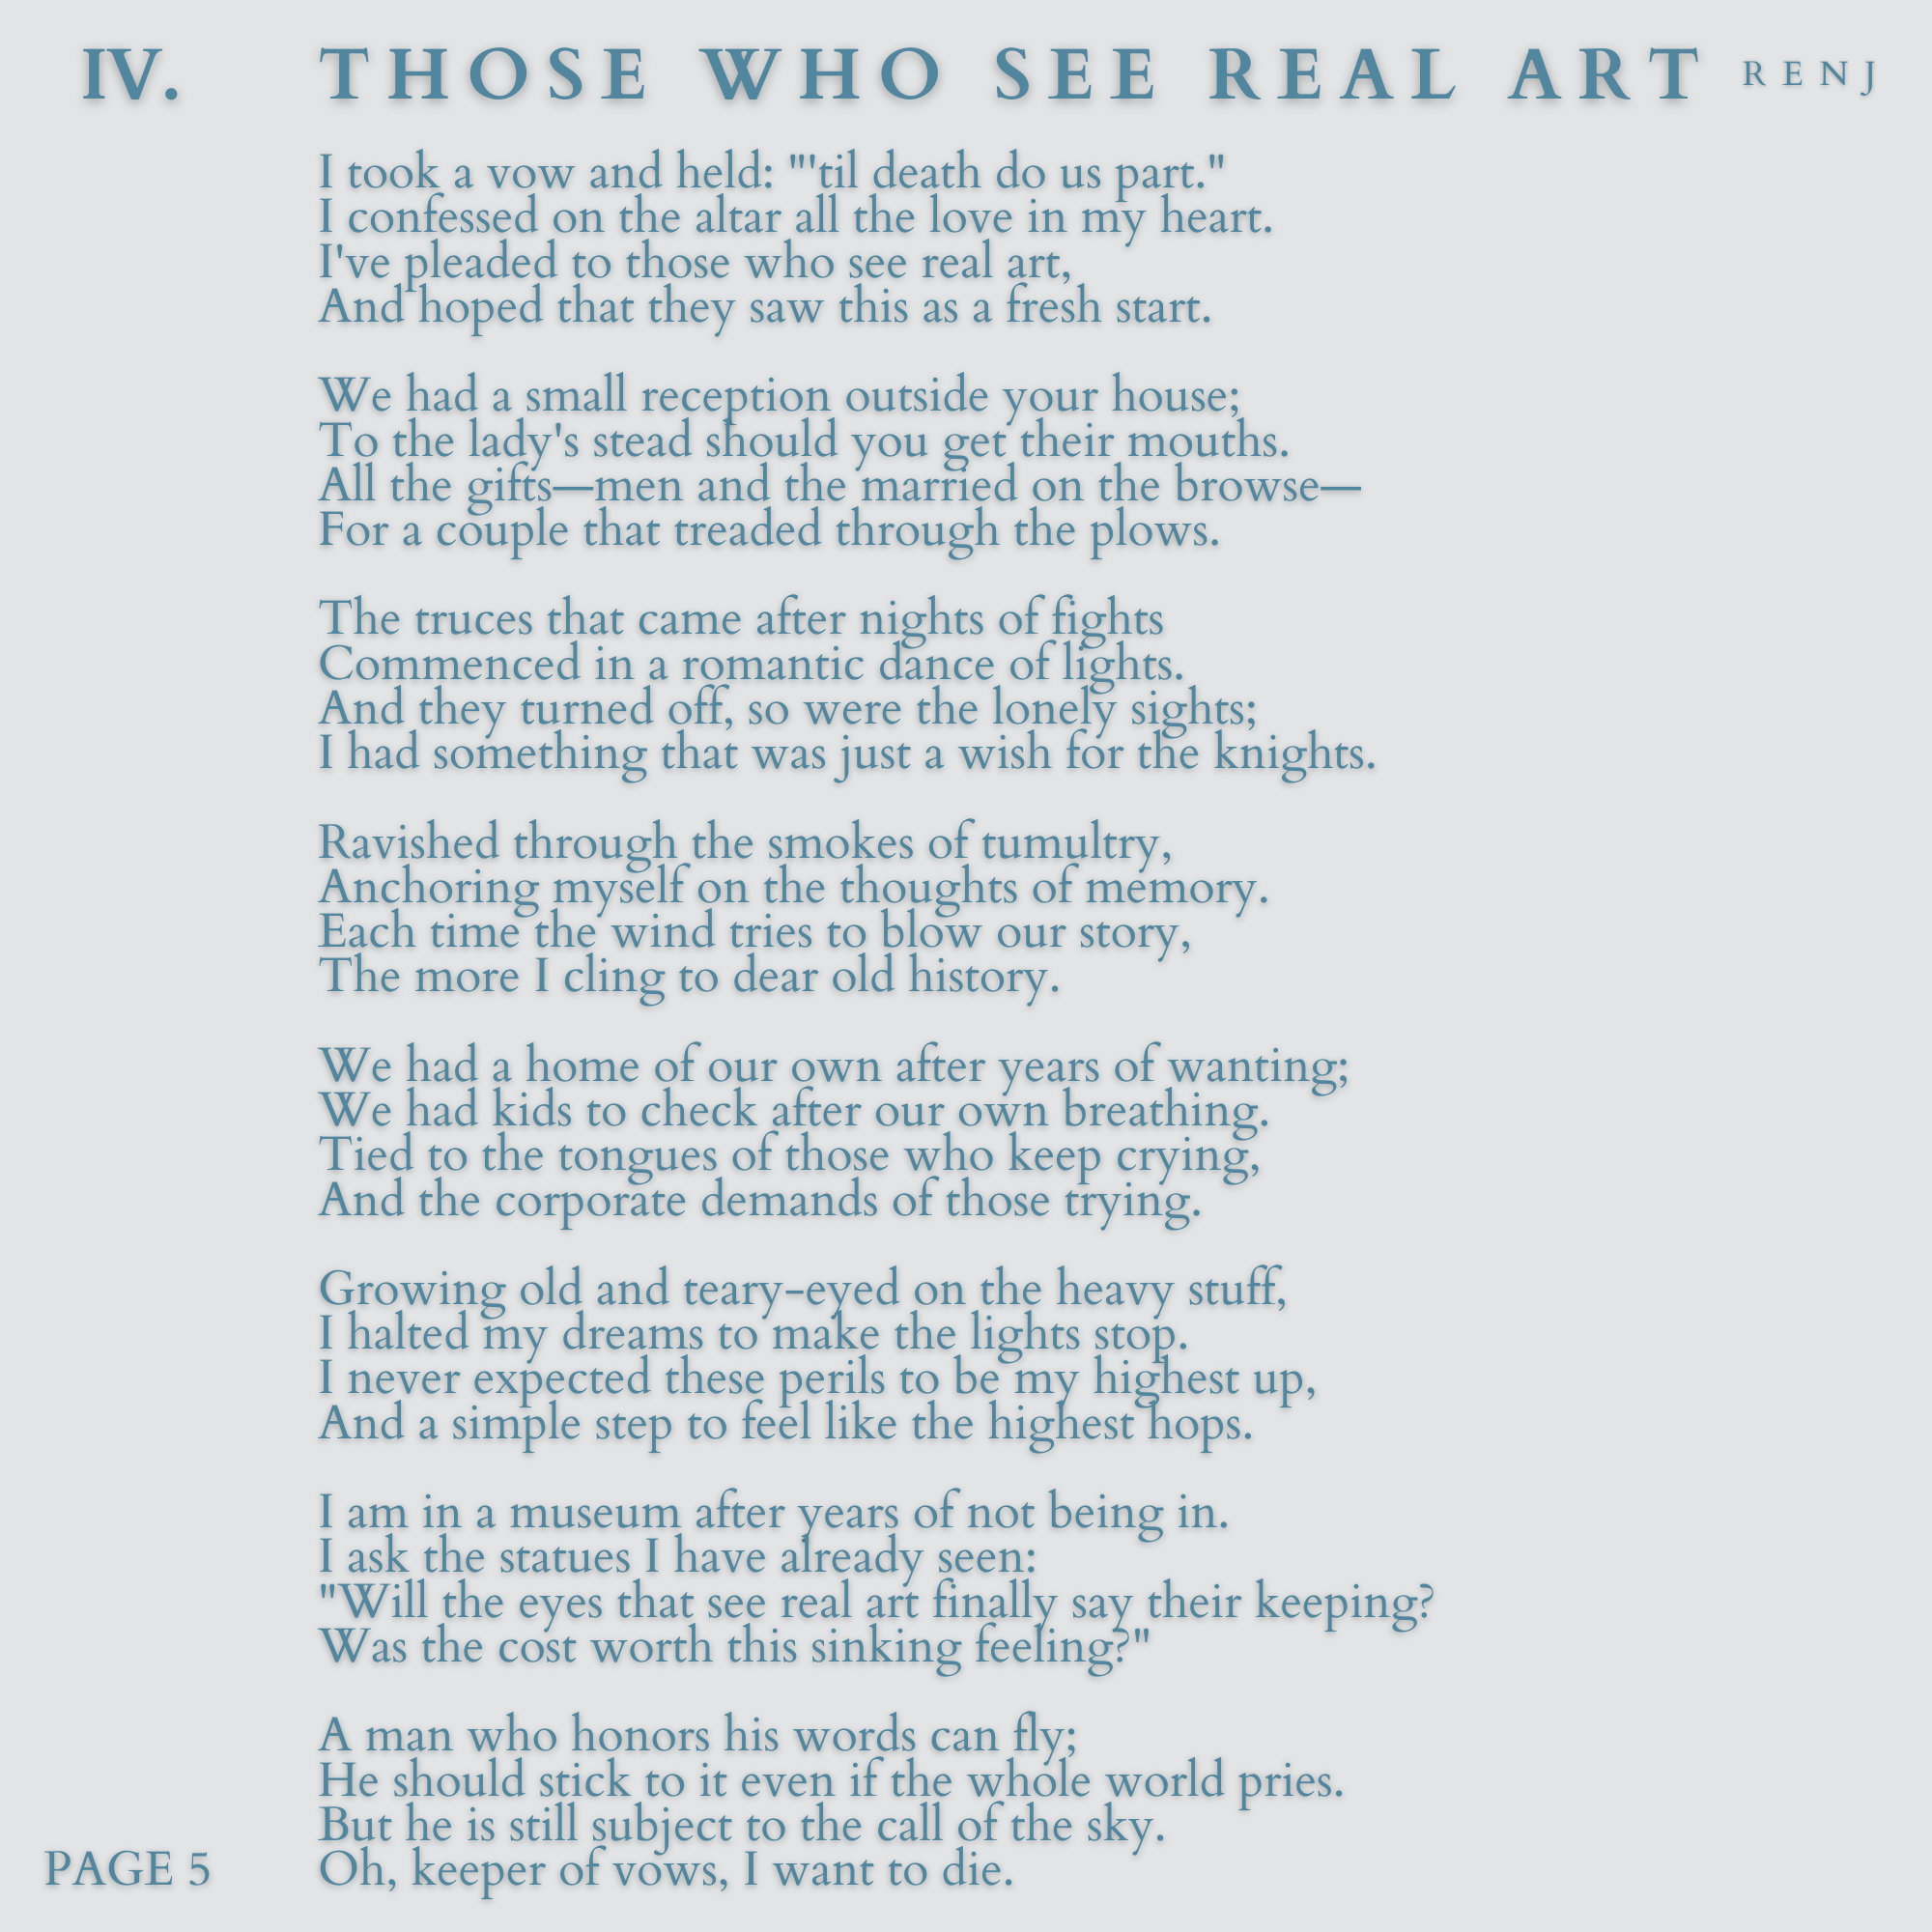 IV. THOSE WHO SEE REAL ART RENJ
I took a vow and held: "'til death do us part."
I confessed on the altar all the love in my heart.
I've pleaded to those who see real art,
And hoped that they saw this as a fresh start.
We had a small reception outside your house;
To the lady's stead should you get their mouths.
All the gifts—men and the married on the browse—
For a couple that treaded through the plows.
The truces that came after nights of fights
Commenced in a romantic dance of lights.
And they turned off, so were the lonely sights;
I had something that was just a wish for the knights.
Ravished through the smokes of tumultry,
Anchoring myself on the thoughts of memory.
Each time the wind tries to blow our story,
The more I cling to dear old history.
We had a home of our own after years of wanting;
We had kids to check after our own breathing.
Tied to the tongues of those who keep crying,
And the corporate demands of those trying.
Growing old and teary-eyed on the heavy stuff,
I halted my dreams to make the lights stop.
I never expected these perils to be my highest up,
And a simple step to feel like the highest hops.
I am in a museum after years of not being in.
I ask the statues I have already seen:
"Will the eyes that see real art finally say their keeping?
Was the cost worth this sinking feeling?"
A man who honors his words can fly;
He should stick to it even if the whole world pries.
But he is still subject to the call of the sky.
Oh, keeper of vows, I want to die.
PAGE 5